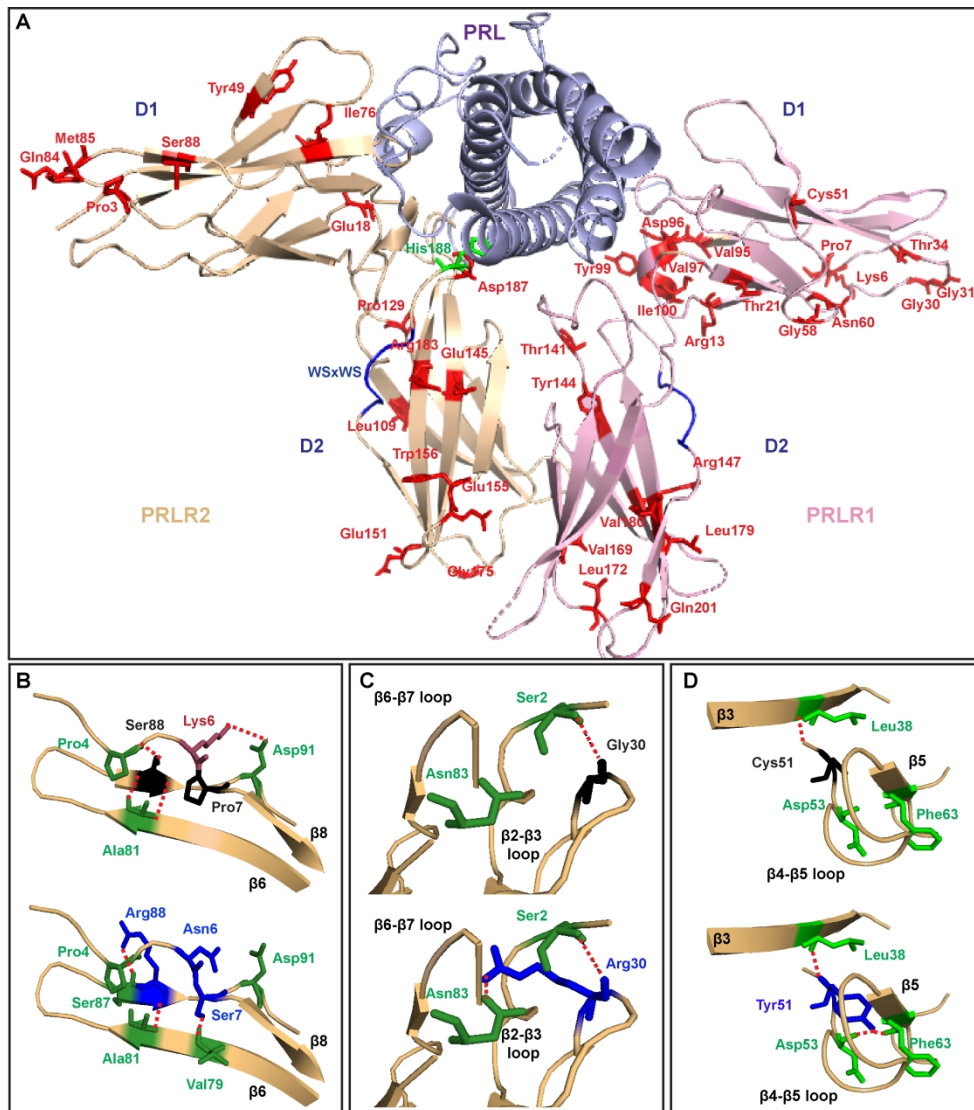 A
PRL
D1
D1
Tyr49
Ile76
Met85
Gln84
Ser88
Pro3
Glu18
His188
Asp187
Cys51
Asp96
Val95
Pro7
Thr34
Tyr99
Val97
Lys6
Gly31
Gly30
Ile100
Thr21
Asn60
Gly58
Arg13
Pro129
Arg183
Glu145
WSxWS
Thr141
Tyr144
Leu109
D2
D2
Trp156
Glu155
Arg147
PRLR2
PRLR1
Glu151
Val180
Leu179
Val169
Gly175
Leu172
Gln201
B
Ser88
Lys6
Pro4
Asp91
Pro7
Ala81
β8
β6
Arg88
Asn6
Pro4
Asp91
Ser87
Ser7
Ala81
β8
Val79
β6
C
β6-β7 loop
Ser2
Gly30
Asn83
β2-β3
loop
β6-β7 loop
Ser2
Arg30
Asn83
β2-β3
loop
D
β3
Leu38
Cys51
β5
Asp53
Phe63
β4-β5 loop
β3
Leu38
Tyr51
β5
Asp53
Phe63
β4-β5 loop